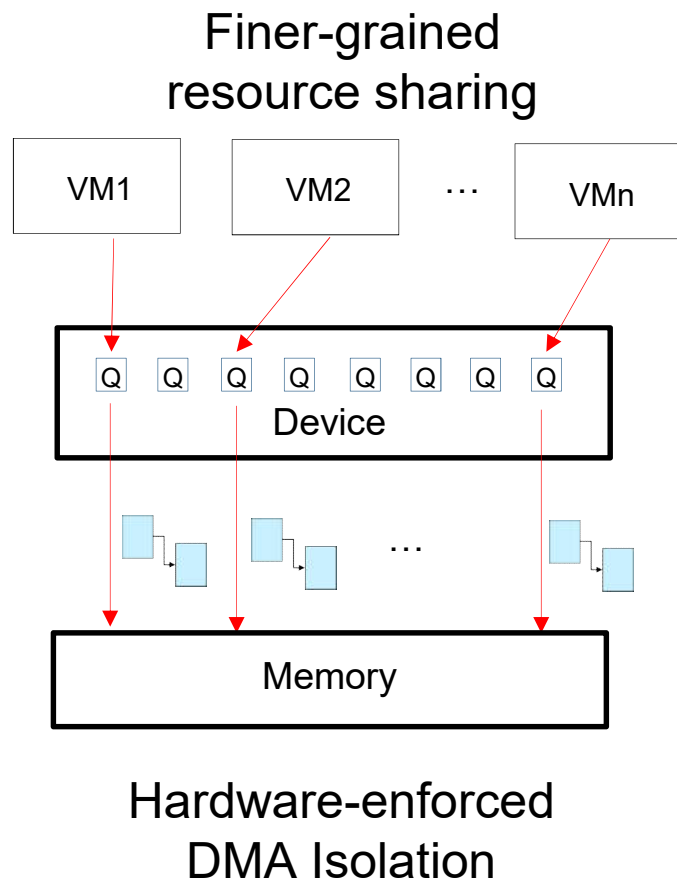 Finer-grained
resource sharing
VM1 VM2 … VMn
Q Q Q Q Q Q Q Q
Device
…
Memory
Hardware-enforced
DMA Isolation